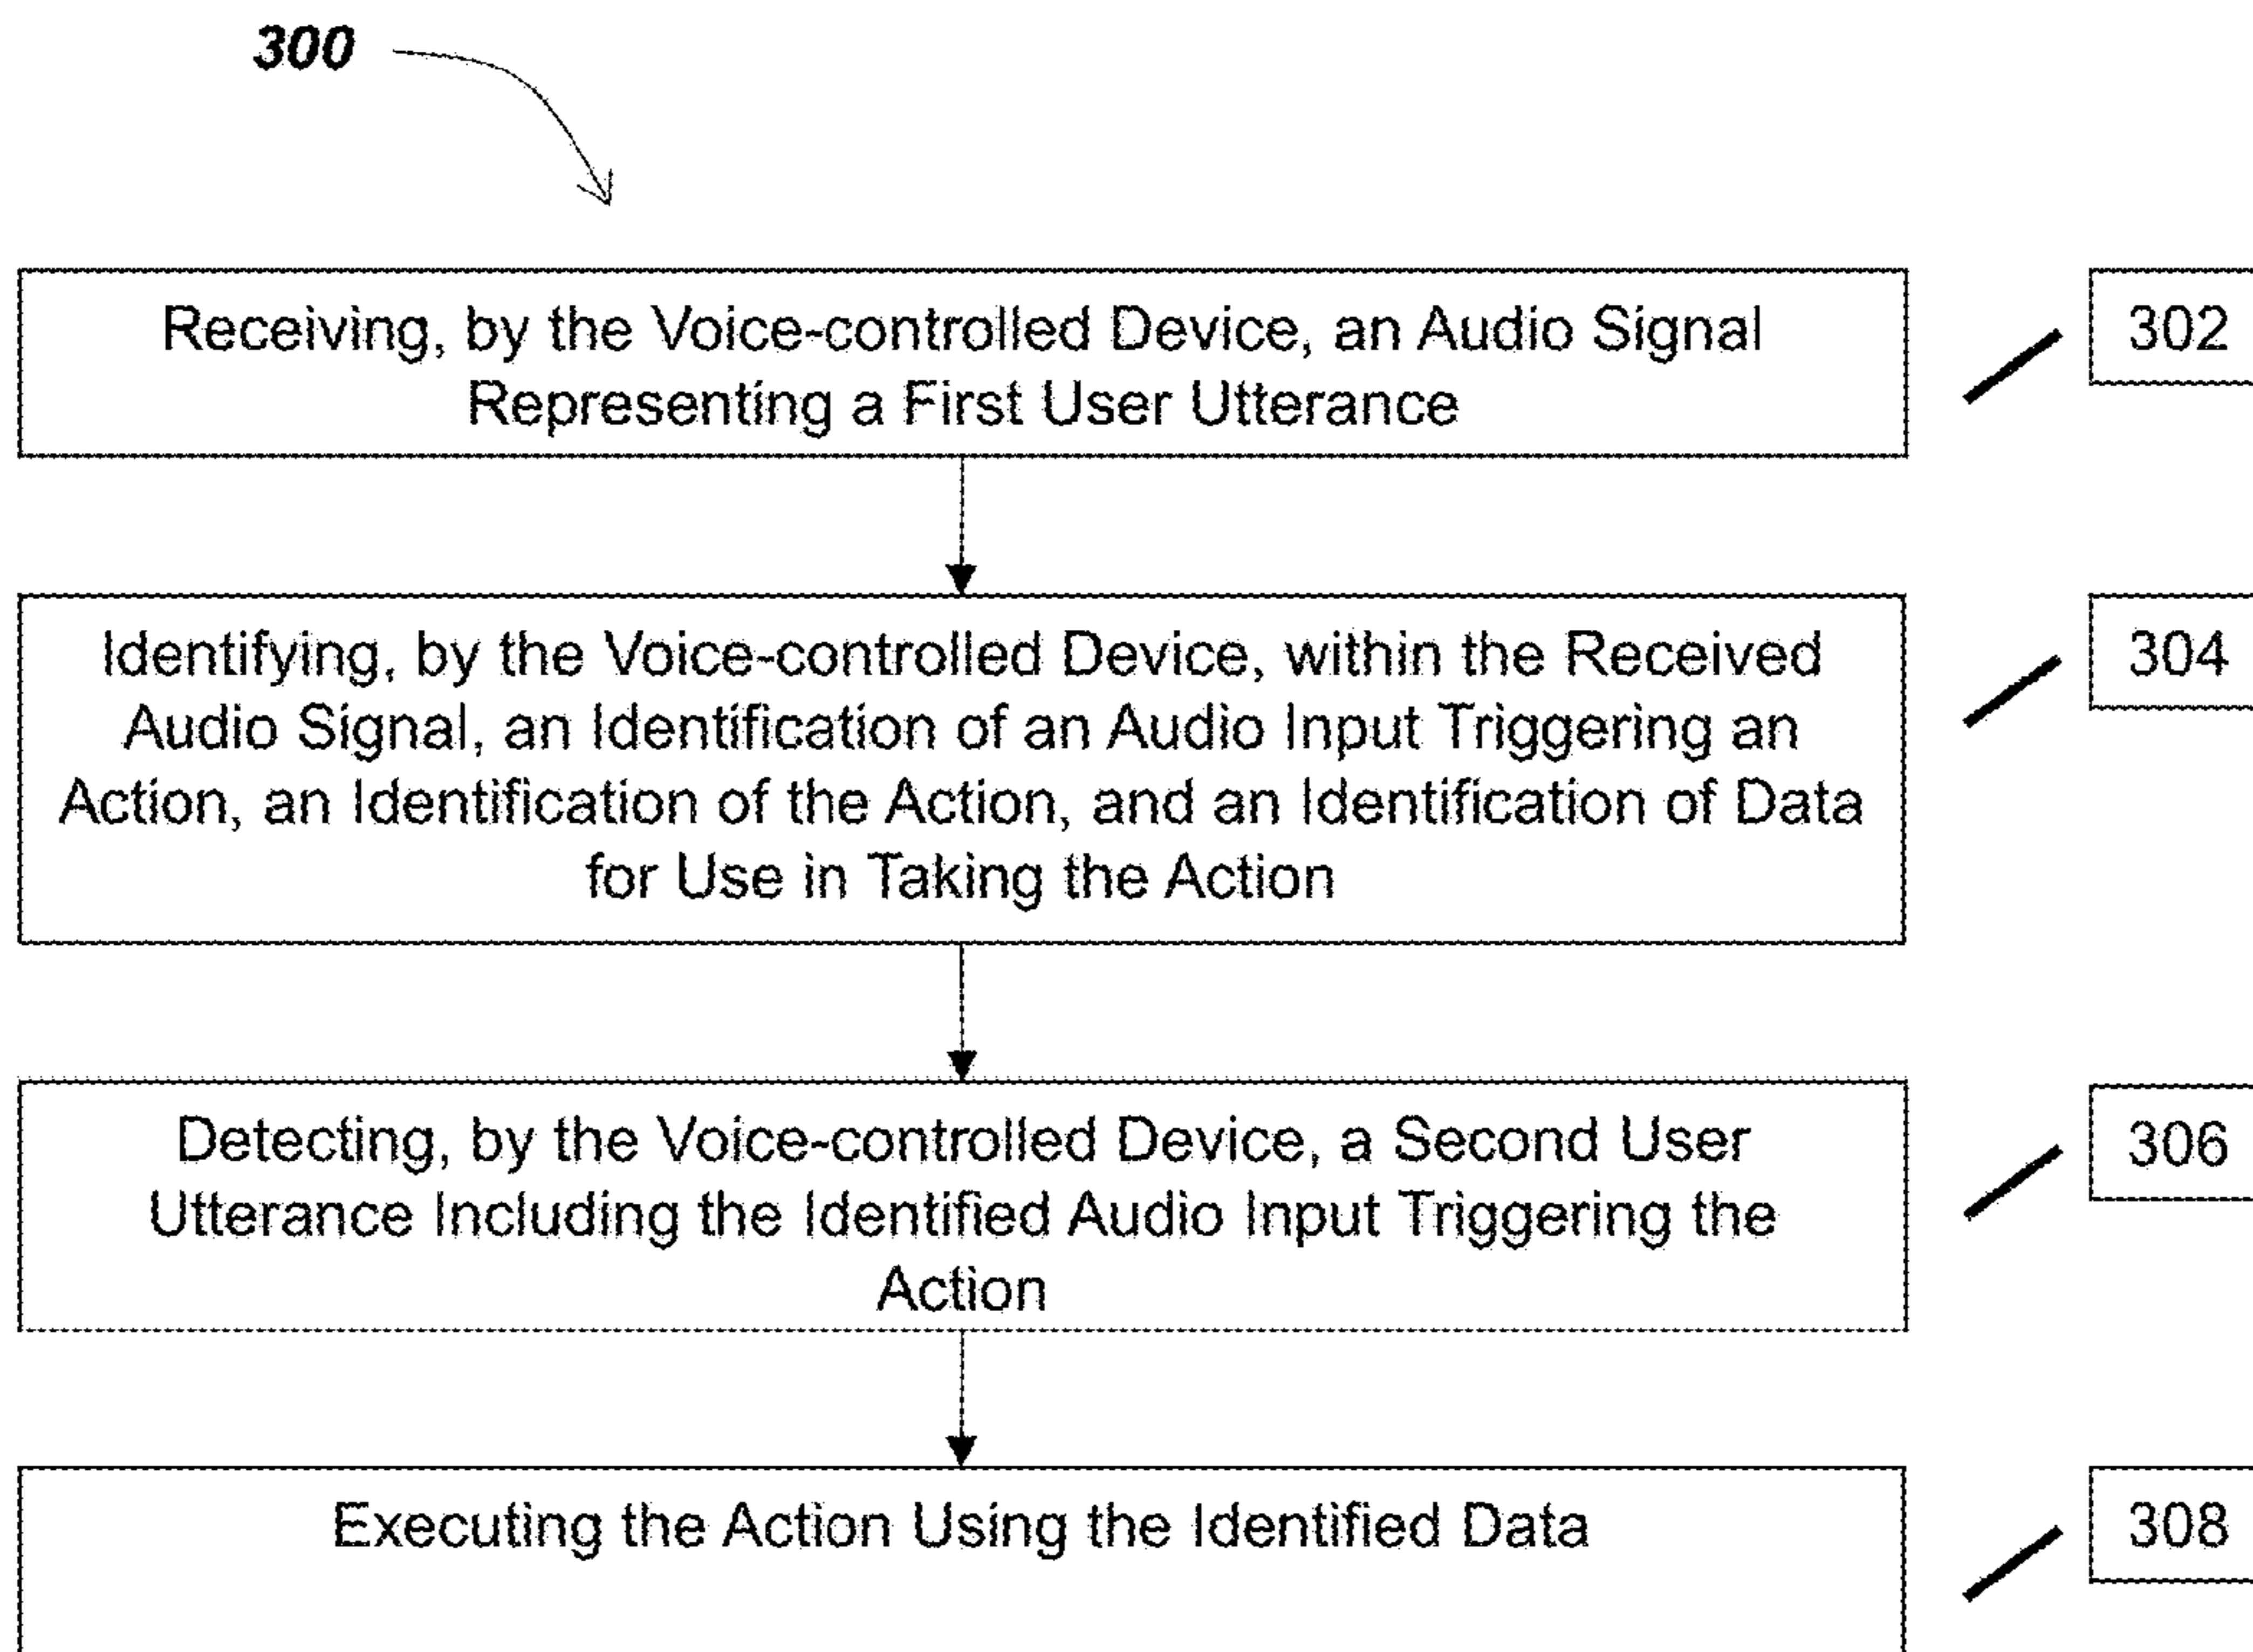 300
Receiving, by the Voice-controlled Device, an Audio Signal
Representing a First User Utterance
302
Identifying, by the Voice-controlled Device, within the Received
Audio Signal, an Identification of an Audio Input Triggering an
Action, an Identification of the Action, and an Identification of Data
for Use in Taking the Action
304
Detecting, by the Voice-controlled Device, a Second User
Utterance Including the Identified Audio Input Triggering the
Action
306
Executing the Action Using the Identified Data
308